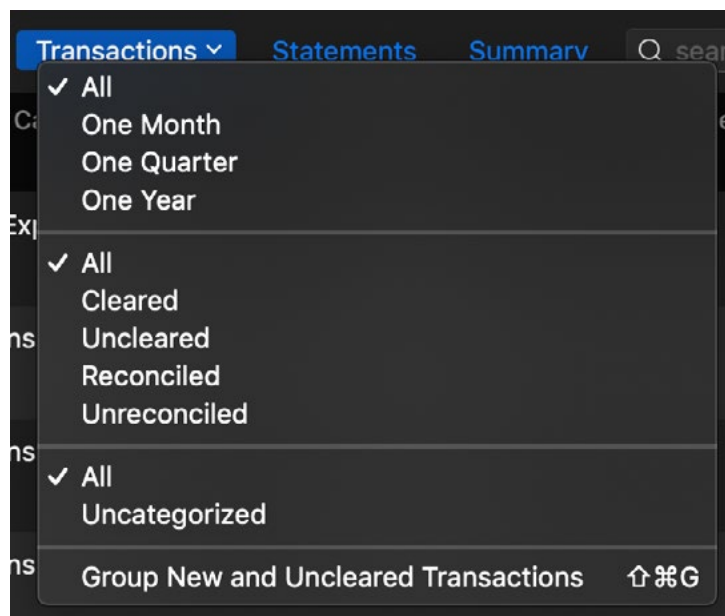 Transactions Statements Summary
All
One Month
One Quarter
One Year
All
Cleared
Uncleared
Reconciled
Unreconciled
All
Uncategorized
Group New and Uncleared Transactions ⇧⌘G